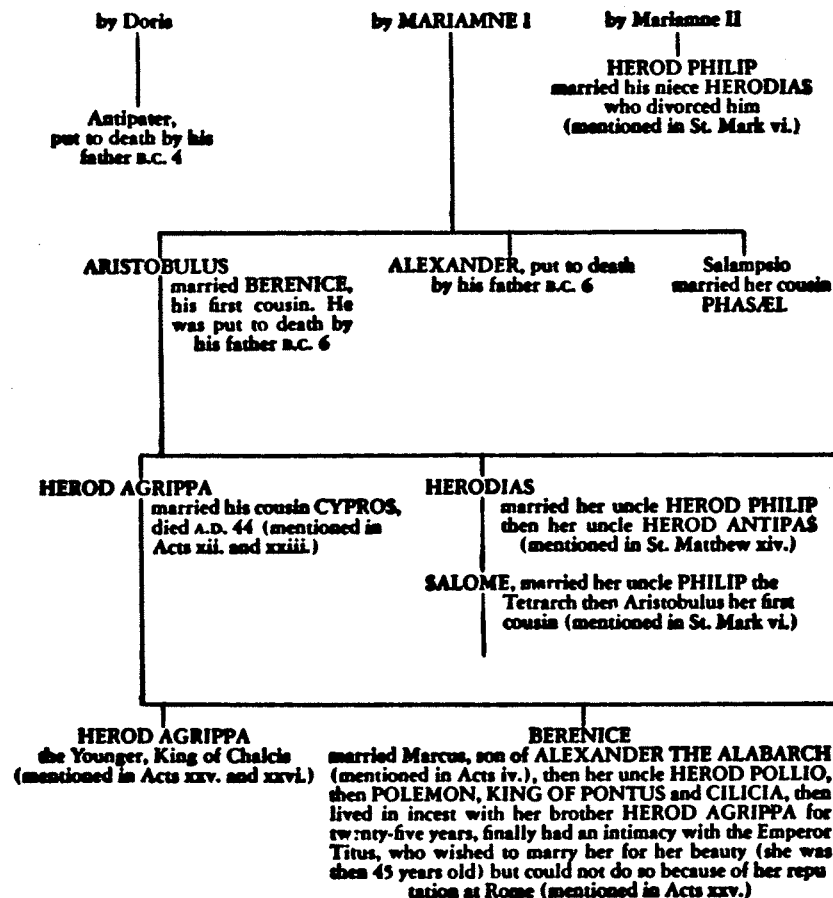 by Doris
by MARIAMNE I
by Mariamne II
Antipater,
put to death by his
father B.C. 4
HEROD PHILIP
married his niece HERODIAS
who divorced him
(mentioned in St. Mark vi.)
ARISTOBULUS
married BERENICE,
his first cousin. He
was put to death by
his father B.C. 6
ALEXANDER, put to death
by his father B.C. 6
Salampsio
married her cousin
PHASÆL
HEROD AGRIPPA
married his cousin CYPROS,
died A.D. 44 (mentioned in
Acts xii. and xxiii.)
HERODIAS
married her uncle HEROD PHILIP
then her uncle HEROD ANTIPAS
(mentioned in St. Matthew xiv.)
SALOME, married her uncle PHILIP the
Tetrarch then Aristobulus her first
cousin (mentioned in St. Mark vi.)
HEROD AGRIPPA
the Younger, King of Chalcis
(mentioned in Acts xxv. and xxvi.)
BERENICE
married Marcus, son of ALEXANDER THE ALABARCH
(mentioned in Acts iv.), then her uncle HEROD POLLIO,
then POLEMON, KING OF PONTUS and CILICIA, then
lived in incest with her brother HEROD AGRIPPA for
twenty-five years, finally had an intimacy with the Emperor
Titus, who wished to marry her for her beauty (she was
then 45 years old) but could not do so because of her repu
tation at Rome (mentioned in Acts xxv.)